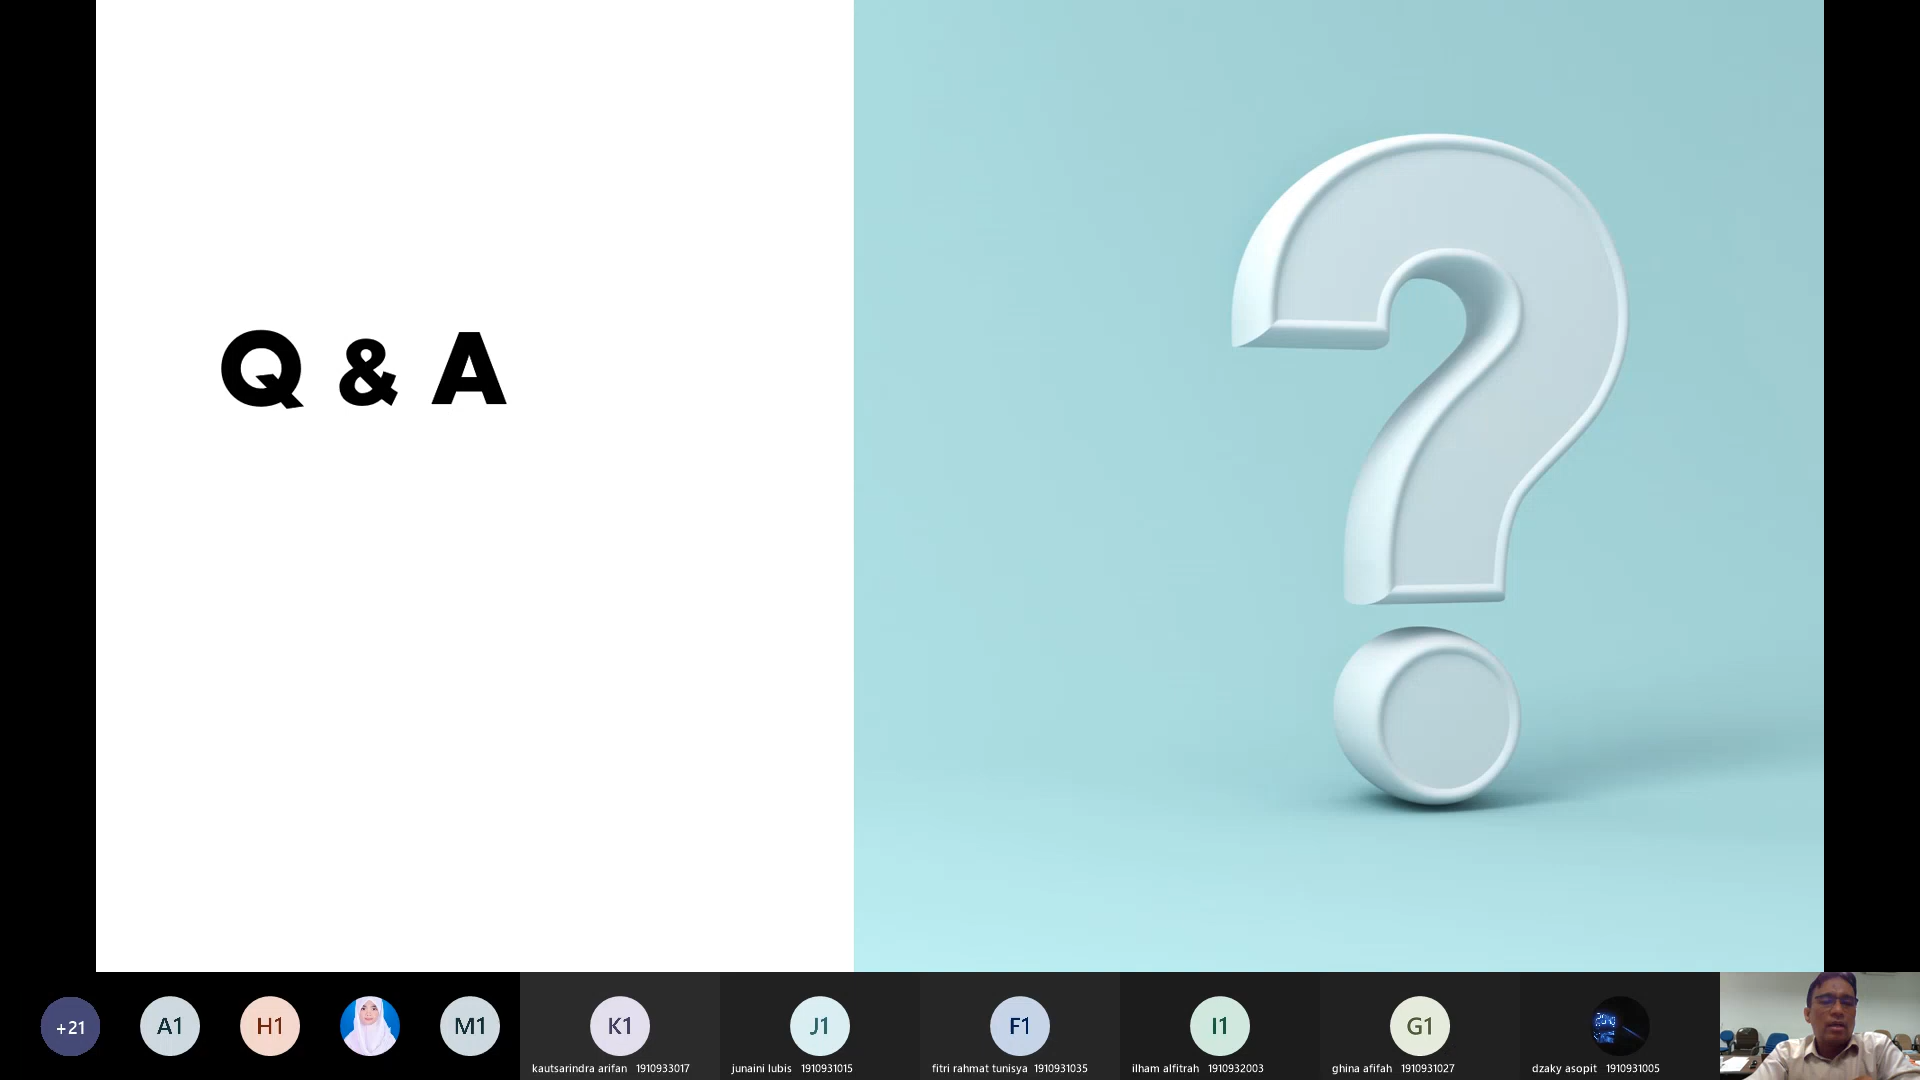 Q & A
+21
A1
H1
M1
K1
J1
F1
I1
G1
kautsarindra arifan 1910933017
junaini lubis 1910931015
fitri rahmat tunisya 1910931035
ilham alfitrah 1910932003
ghina afifah 1910931027
dzaky asopit 1910931005